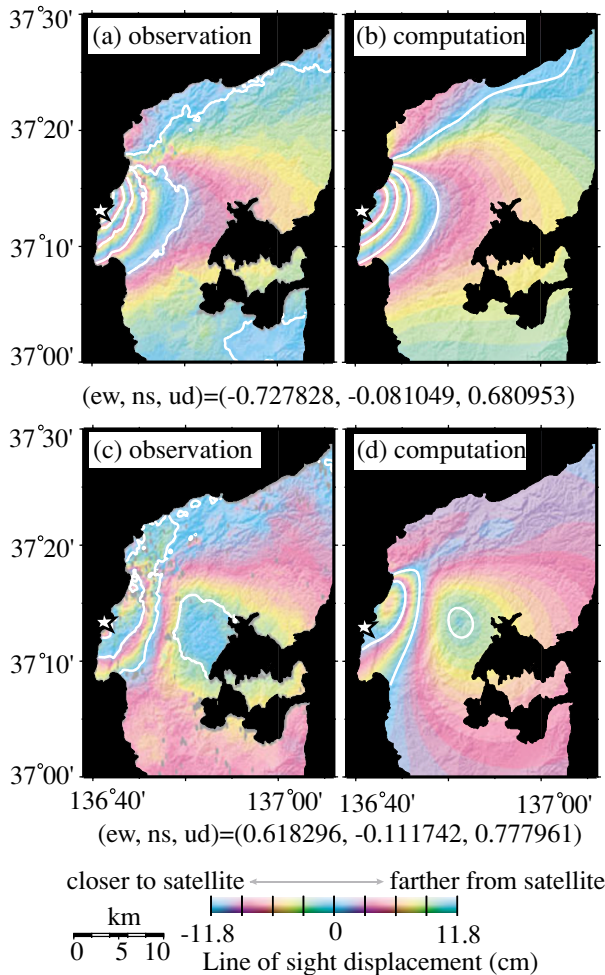 37˚30'
(a) observation
(b) computation
37˚20'
37˚10'
37˚00'
(ew, ns, ud)=(-0.727828, -0.081049, 0.680953)
37˚30'
(c) observation
(d) computation
37˚20'
37˚10'
37˚00'
136˚40'
137˚00'
136˚40'
137˚00'
(ew, ns, ud)=(0.618296, -0.111742, 0.777961)
closer to satellite
farther from satellite
km
0 5 10
-11.8
0
11.8
Line of sight displacement (cm)